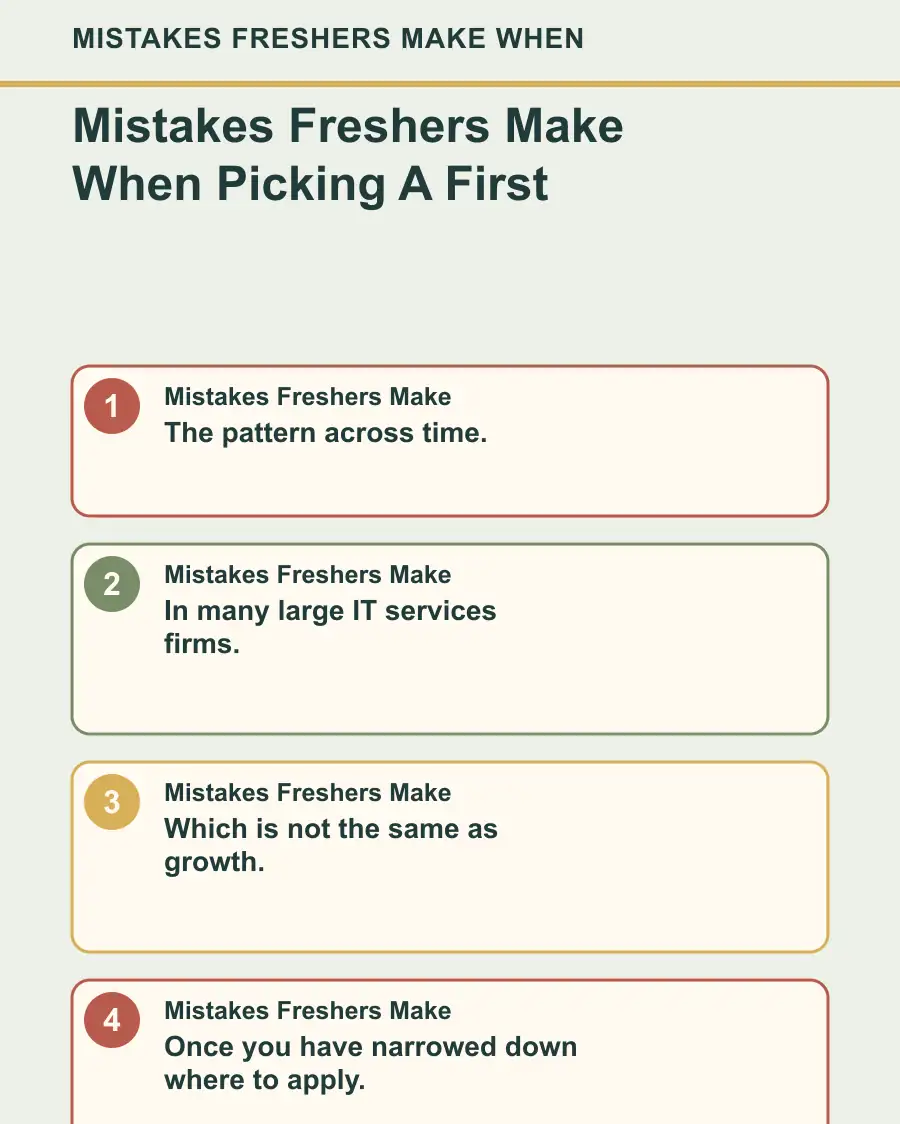 MISTAKES FRESHERS MAKE WHEN
Mistakes Freshers Make
When Picking A First
1
Mistakes Freshers Make
The pattern across time.
2
Mistakes Freshers Make
In many large IT services
firms.
3
Mistakes Freshers Make
Which is not the same as
growth.
4
Mistakes Freshers Make
Once you have narrowed down
where to apply.